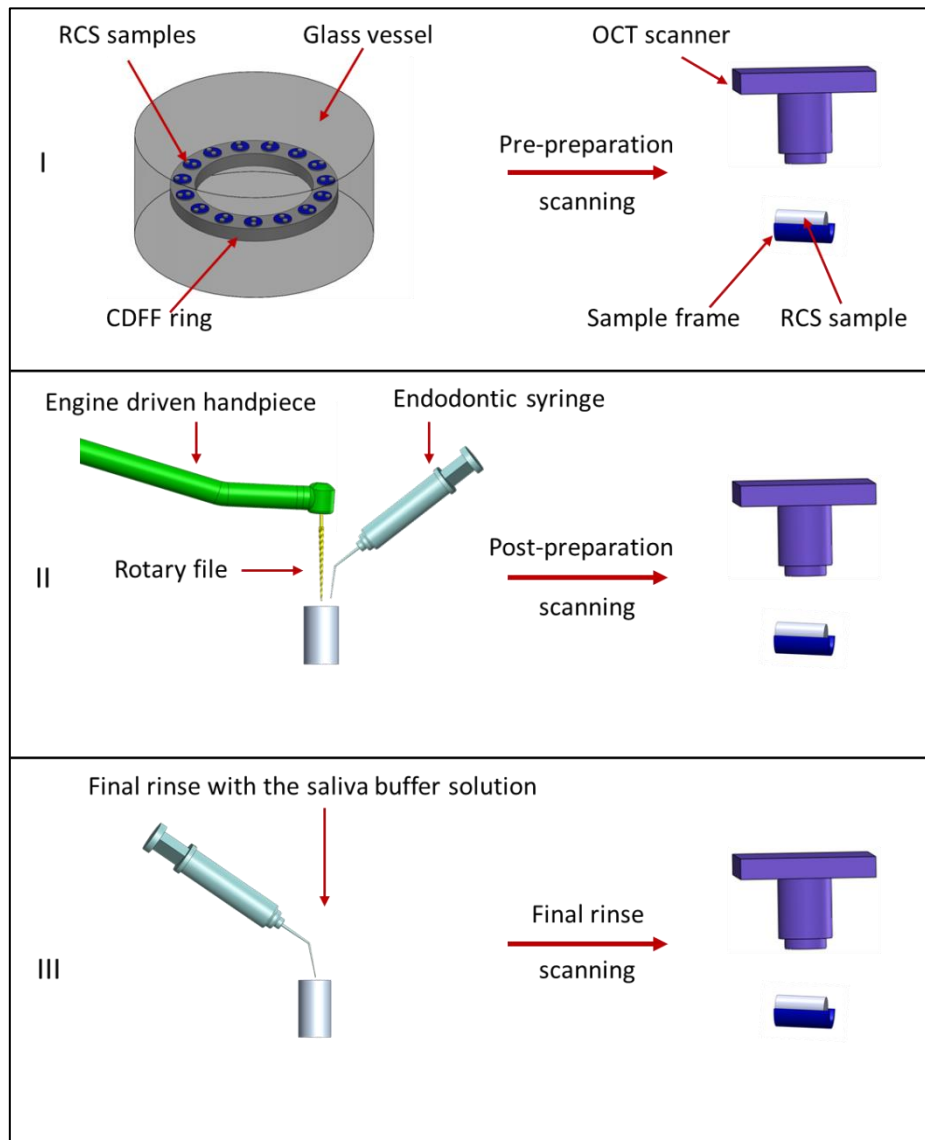 RCS samples
Glass vessel
OCT scanner
I
Pre-preparation
scanning
CDFF ring
Sample frame
RCS sample
Engine driven handpiece
Endodontic syringe
Rotary file
II
Post-preparation
scanning
Final rinse with the saliva buffer solution
III
Final rinse
scanning